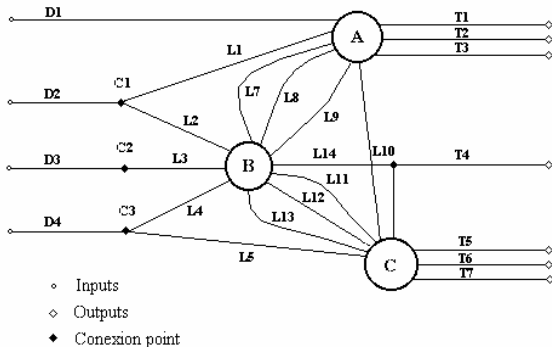 D1
T1
T2
T3
A
L1
C1
D2
L7
L8
L9
L2
C2
D3
L3
B
L14
L10
T4
L11
L12
C3
L4
L13
D4
L5
C
T5
T6
T7
Inputs
Outputs
Conexion point